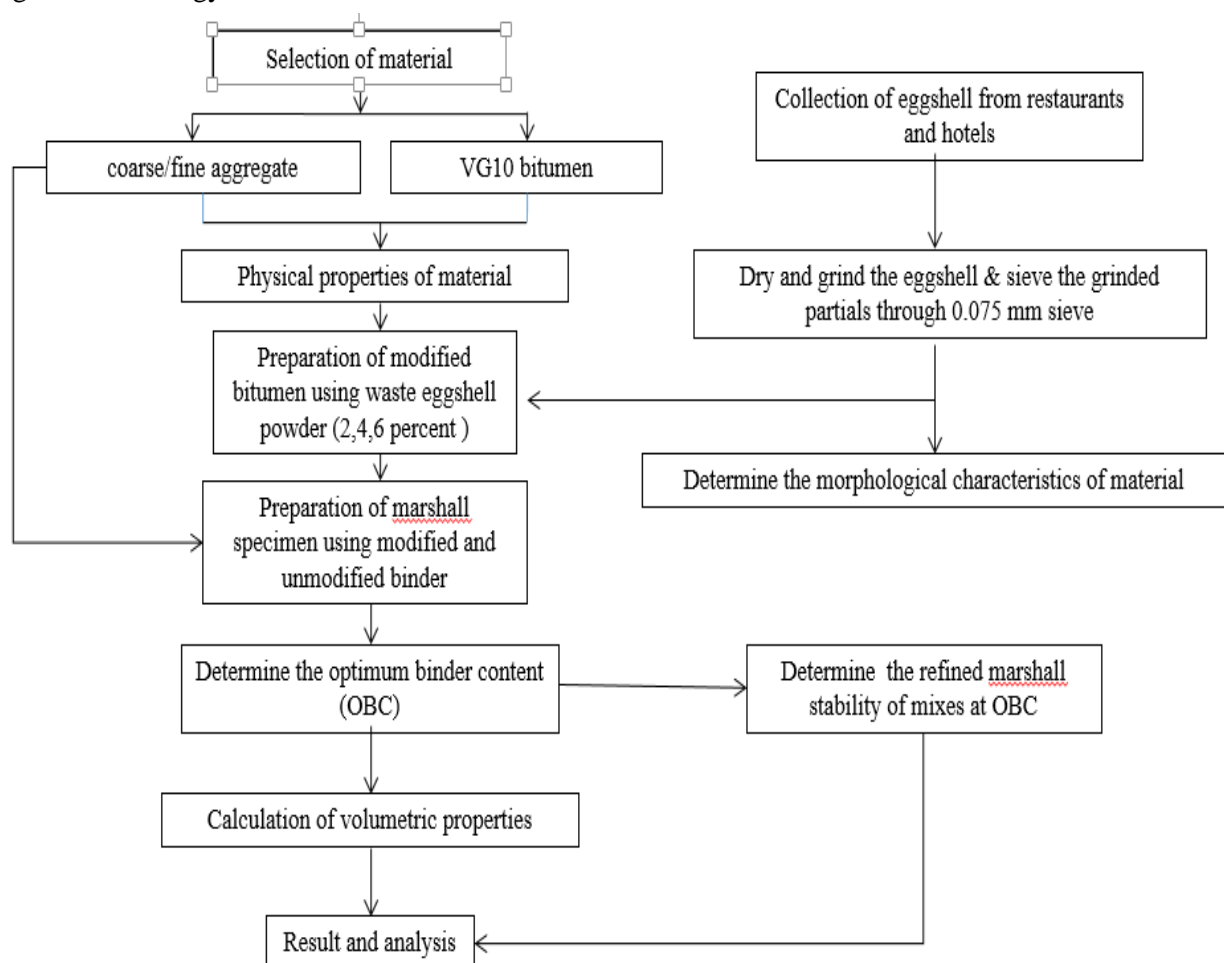 Selection of material
Collection of eggshell from restaurants
and hotels
coarse/fine aggregate
VG10 bitumen
Physical properties of material
Dry and grind the eggshell & sieve the grinded
partials through 0.075 mm sieve
Preparation of modified
bitumen using waste eggshell
powder (2,4,6 percent )
Determine the morphological characteristics of material
Preparation of marshall
specimen using modified and
unmodified binder
Determine the optimum binder content
(OBC)
Determine the refined marshall
stability of mixes at OBC
Calculation of volumetric properties
Result and analysis